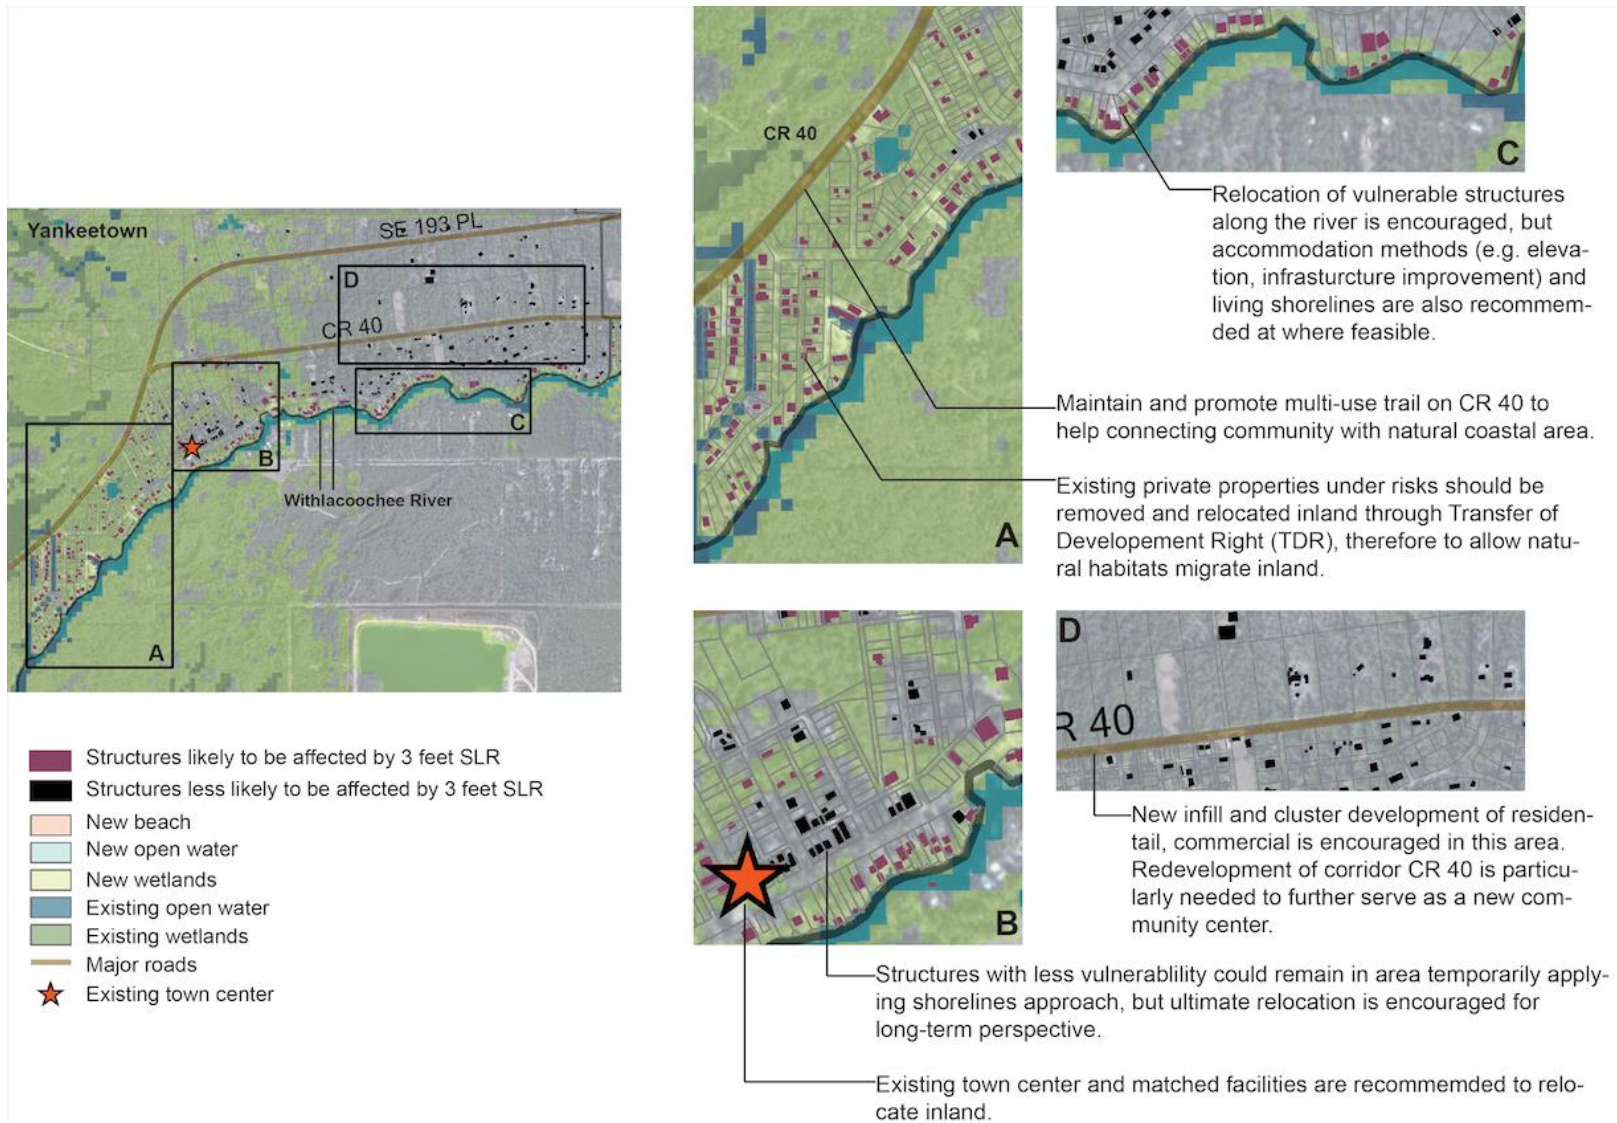 Yankeetown
SE 193 PL
D
CR 40
B
C
Withlacoochee River
A
Structures likely to be affected by 3 feet SLR
Structures less likely to be affected by 3 feet SLR
New beach
New open water
New wetlands
Existing open water
Existing wetlands
Major roads
Existing town center
CR 40
A
C
Relocation of vulnerable structures
along the river is encouraged, but
accommodation methods (e.g. eleva-
tion, infrasturcture improvement) and
living shorelines are also recommem-
ded at where feasible.
Maintain and promote multi-use trail on CR 40 to
help connecting community with natural coastal area.
Existing private properties under risks should be
removed and relocated inland through Transfer of
Developement Right (TDR), therefore to allow natu-
ral habitats migrate inland.
B
D
R 40
New infill and cluster development of residen-
tail, commercial is encouraged in this area.
Redevelopment of corridor CR 40 is particu-
larly needed to further serve as a new com-
munity center.
Structures with less vulnerablility could remain in area temporarily apply-
ing shorelines approach, but ultimate relocation is encouraged for
long-term perspective.
Existing town center and matched facilities are recommemded to relo-
cate inland.